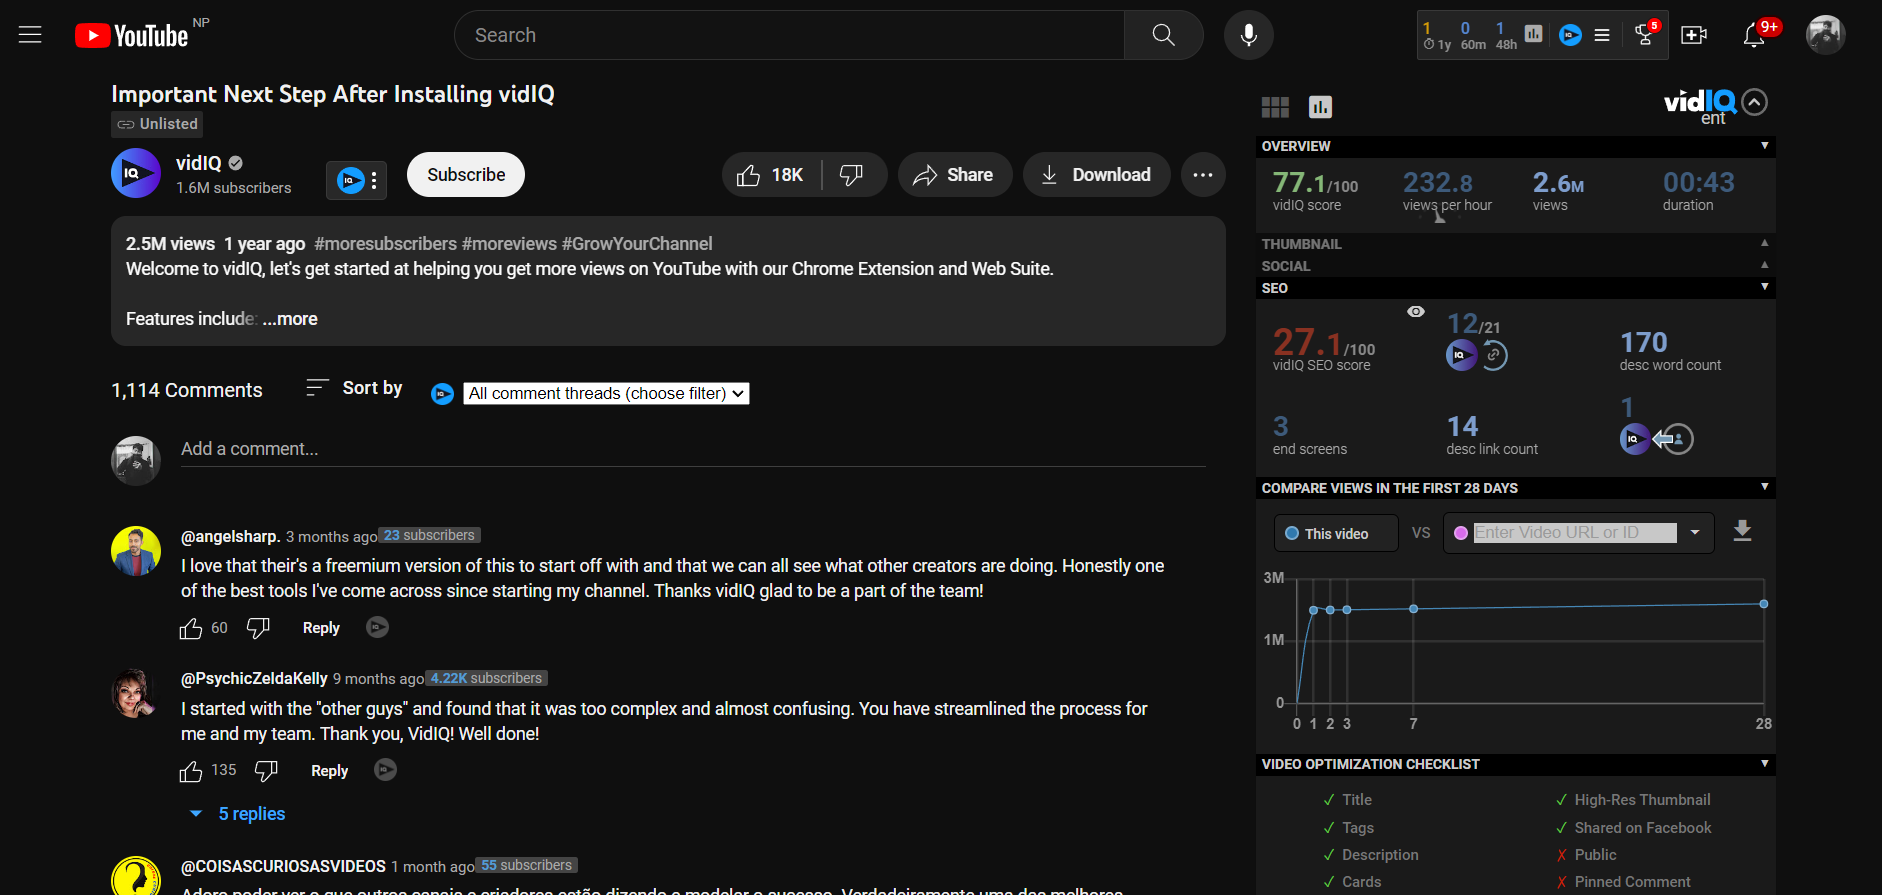 YouTube NP
Search
1 0 1
1y 60m 48h
5
9+
Important Next Step After Installing vidIQ
Unlisted
vidIQ
1.6M subscribers
Subscribe
18K
Share
Download
2.5M views 1 year ago #moresubscribers #moreviews #GrowYourChannel
Welcome to vidIQ, let's get started at helping you get more views on YouTube with our Chrome Extension and Web Suite.
Features include: ...more
1,114 Comments
Sort by
All comment threads (choose filter)
Add a comment...
@angelsharp. 3 months ago 23 subscribers
I love that their's a freemium version of this to start off with and that we can all see what other creators are doing. Honestly one
of the best tools I've come across since starting my channel. Thanks vidIQ glad to be a part of the team!
60 Reply
@PsychicZeldaKelly 9 months ago 4.22K subscribers
I started with the "other guys" and found that it was too complex and almost confusing. You have streamlined the process for
me and my team. Thank you, VidIQ! Well done!
135 Reply
5 replies
@COISASCURIOSASVIDEOS 1 month ago 55 subscribers
vidIQ
ent
OVERVIEW
77.1/100 232.8 2.6M 00:43
vidIQ score views per hour views duration
THUMBNAIL
SOCIAL
SEO
27.1/100 12/21 170
vidIQ SEO score desc word count
3 14 1
end screens desc link count
COMPARE VIEWS IN THE FIRST 28 DAYS
This video VS Enter Video URL or ID
3M
1M
0
0 1 2 3 7 28
VIDEO OPTIMIZATION CHECKLIST
✓ Title ✓ High-Res Thumbnail
✓ Tags ✓ Shared on Facebook
✓ Description ✗ Public
✓ Cards ✗ Pinned Comment